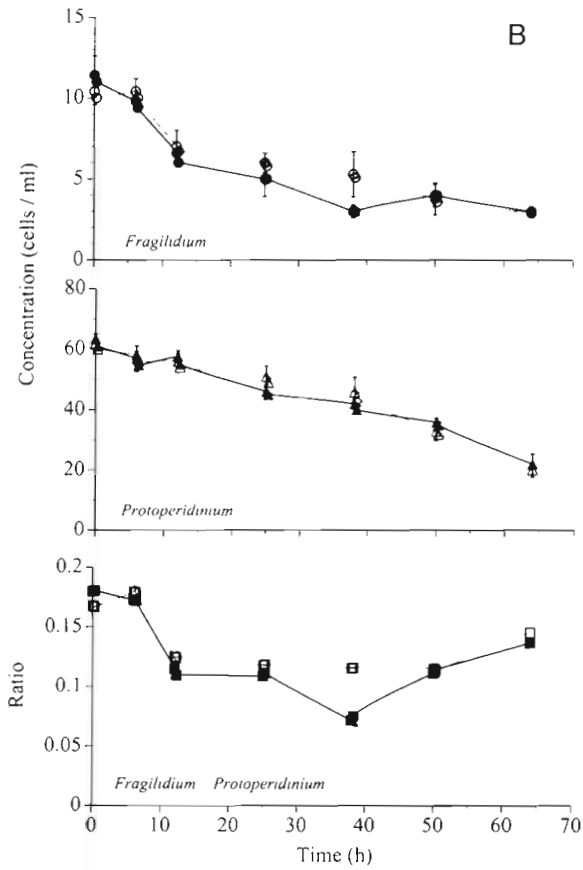 B
Concentration (cells / ml)
15
10
5
0
Fragilidium
80
60
40
20
0
Protoperidinium
Ratio
0.2
0.15
0.1
0.05
0
Fragilidium Protoperidinium
0 10 20 30 40 50 60 70
Time (h)